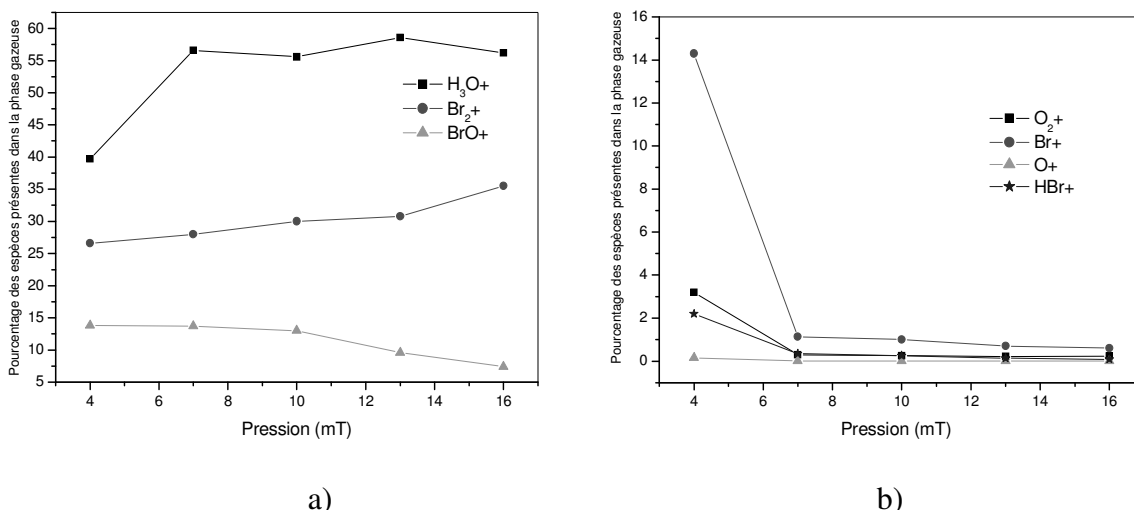 Pourcentage des espèces présentes dans la phase gazeuse
60
55
50
45
40
35
30
25
20
15
10
5
4
6
8
10
12
14
16
Pression (mT)
H3O+
Br2+
BrO+
a)
Pourcentage des espèces présentes dans la phase gazeuse
16
14
12
10
8
6
4
2
0
4
6
8
10
12
14
16
Pression (mT)
O2+
Br+
O+
HBr+
b)